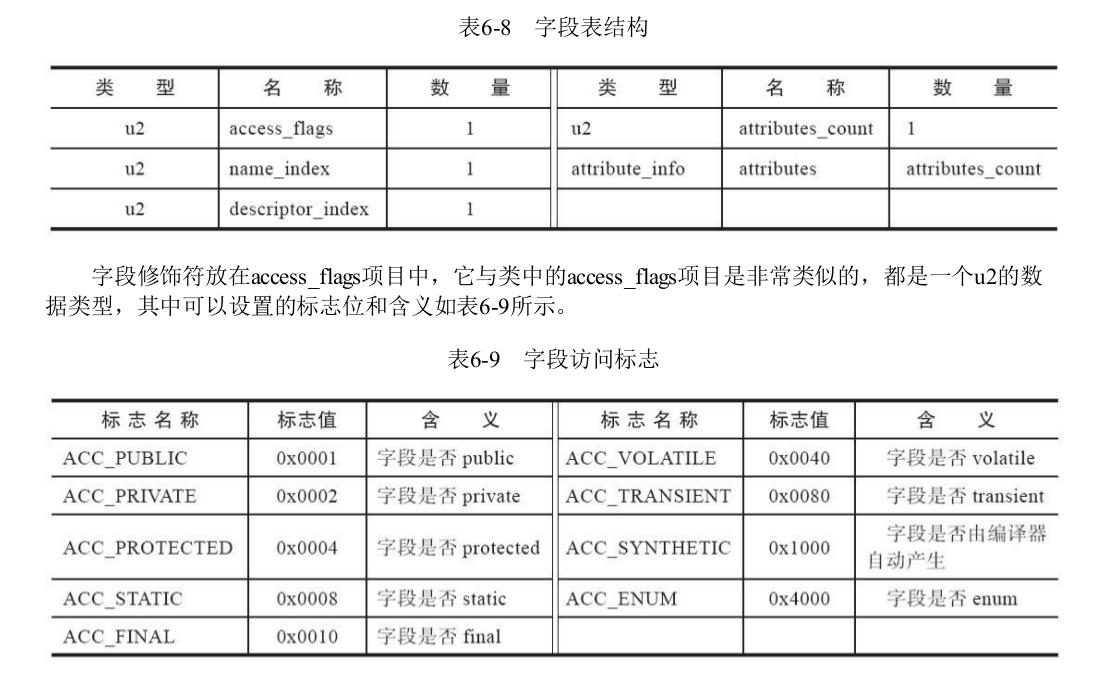 表6-8 字段表结构
类 型 名 称 数 量 类 型 名 称 数 量
u2 access_flags 1 u2 attributes_count 1
u2 name_index 1 attribute_info attributes attributes_count
u2 descriptor_index 1
字段修饰符放在access_flags项目中，它与类中的access_flags项目是非常类似的，都是一个u2的数
据类型，其中可以设置的标志位和含义如表6-9所示。
表6-9 字段访问标志
标 志 名 称 标志值 含 义 标 志 名 称 标志值 含 义
ACC_PUBLIC 0x0001 字段是否 public ACC_VOLATILE 0x0040 字段是否 volatile
ACC_PRIVATE 0x0002 字段是否 private ACC_TRANSIENT 0x0080 字段是否 transient
ACC_PROTECTED 0x0004 字段是否 protected ACC_SYNTHETIC 0x1000 字段是否由编译器
自动产生
ACC_STATIC 0x0008 字段是否 static ACC_ENUM 0x4000 字段是否 enum
ACC_FINAL 0x0010 字段是否 final